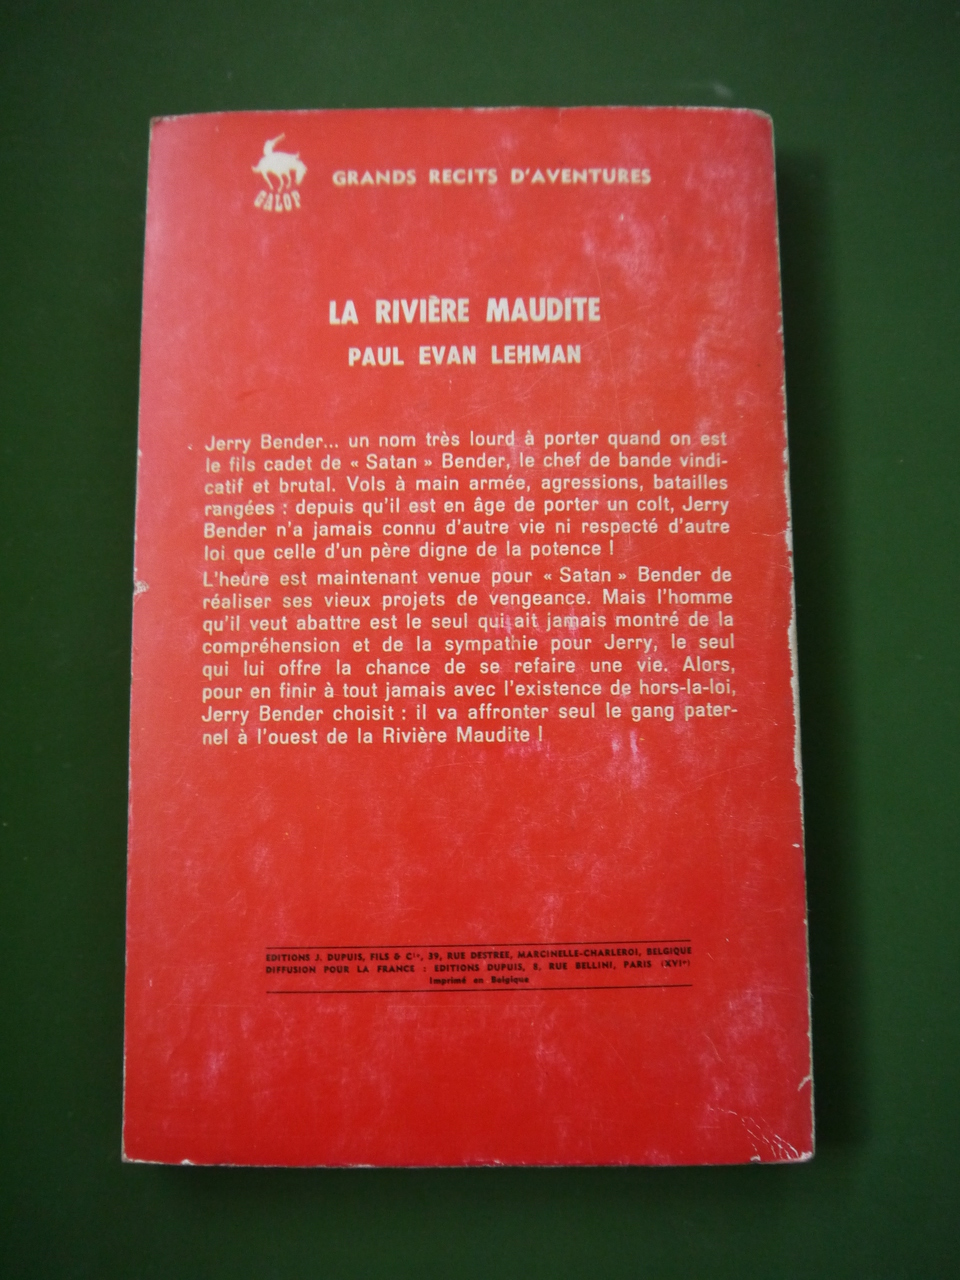 GALOP
GRANDS RECITS D'AVENTURES
LA RIVIÈRE MAUDITE
PAUL EVAN LEHMAN
Jerry Bender... un nom très lourd à porter quand on est
le fils cadet de « Satan » Bender, le chef de bande vindi-
catif et brutal. Vols à main armée, agressions, batailles
rangées : depuis qu'il est en âge de porter un colt, Jerry
Bender n'a jamais connu d'autre vie ni respecté d'autre
loi que celle d'un père digne de la potence !
L'heure est maintenant venue pour « Satan » Bender de
réaliser ses vieux projets de vengeance. Mais l'homme
qu'il veut abattre est le seul qui ait jamais montré de la
compréhension et de la sympathie pour Jerry, le seul
qui lui offre la chance de se refaire une vie. Alors,
pour en finir à tout jamais avec l'existence de hors-la-loi,
Jerry Bender choisit : il va affronter seul le gang pater-
nel à l'ouest de la Rivière Maudite !
EDITIONS J. DUPUIS, FILS & Cie, 39, RUE DESTREE, MARCINELLE-CHARLEROI, BELGIQUE
DIFFUSION POUR LA FRANCE : EDITIONS DUPUIS, 8, RUE BELLINI, PARIS (XVIe)
Imprimé en Belgique